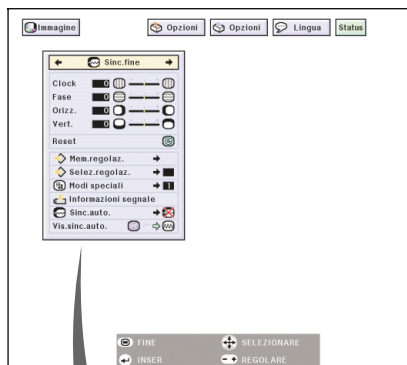 Immagine Opzioni Opzioni Lingua Status
Sinc.fine
Clock 0
Fase 0
Orizz. 0
Vert. 0
Reset
Mem.regolaz.
Selez.regolaz.
Modi speciali 1
Informazioni segnale
Sinc.auto.
Vis.sinc.auto.
FINE SELEZIONARE
INSER REGOLARE